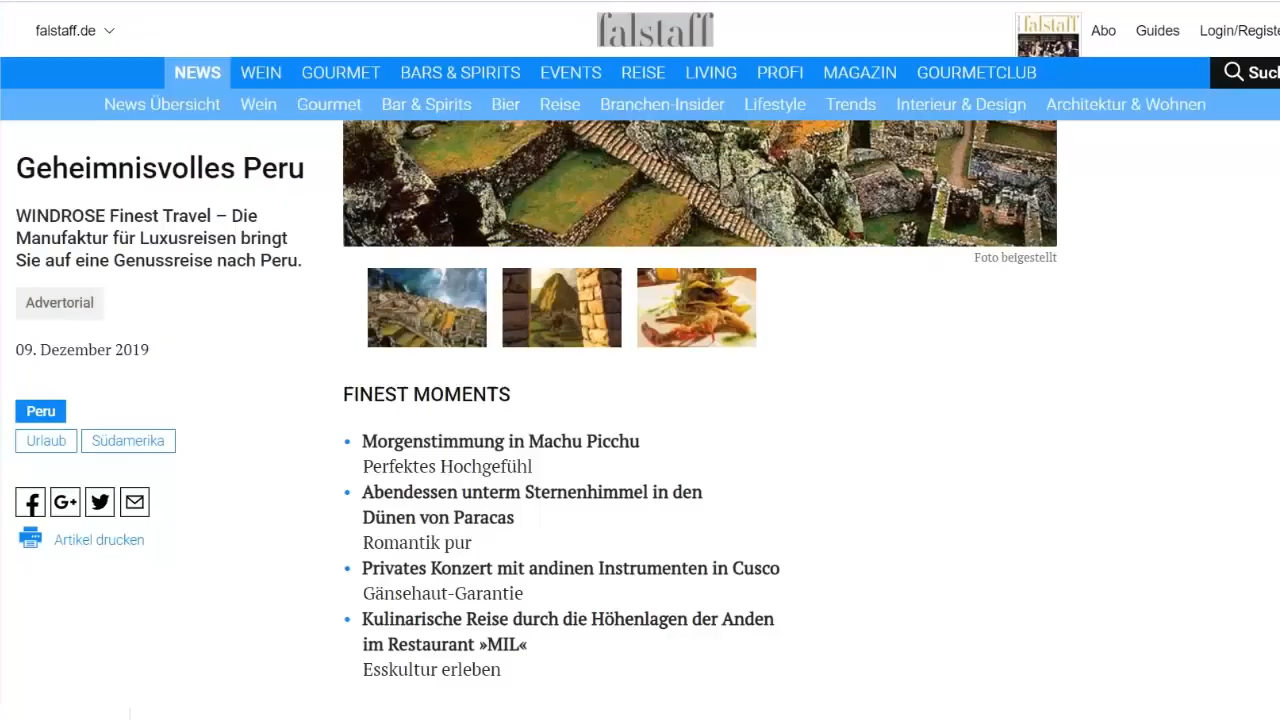 falstaff.de
falstaff
falstaff
Abo
Guides
Login/Registe
NEWS WEIN GOURMET BARS & SPIRITS EVENTS REISE LIVING PROFI MAGAZIN GOURMETCLUB
Such
News Übersicht Wein Gourmet Bar & Spirits Bier Reise Branchen-Insider Lifestyle Trends Interieur & Design Architektur & Wohnen
Geheimnisvolles Peru
WINDROSE Finest Travel – Die
Manufaktur für Luxusreisen bringt
Sie auf eine Genussreise nach Peru.
Advertorial
09. Dezember 2019
Peru
Urlaub Südamerika
G+
Artikel drucken
Foto beigestellt
FINEST MOMENTS
• Morgenstimmung in Machu Picchu
Perfektes Hochgefühl
• Abendessen unterm Sternenhimmel in den
Dünen von Paracas
Romantik pur
• Privates Konzert mit andinen Instrumenten in Cusco
Gänsehaut-Garantie
• Kulinarische Reise durch die Höhenlagen der Anden
im Restaurant »MIL«
Esskultur erleben